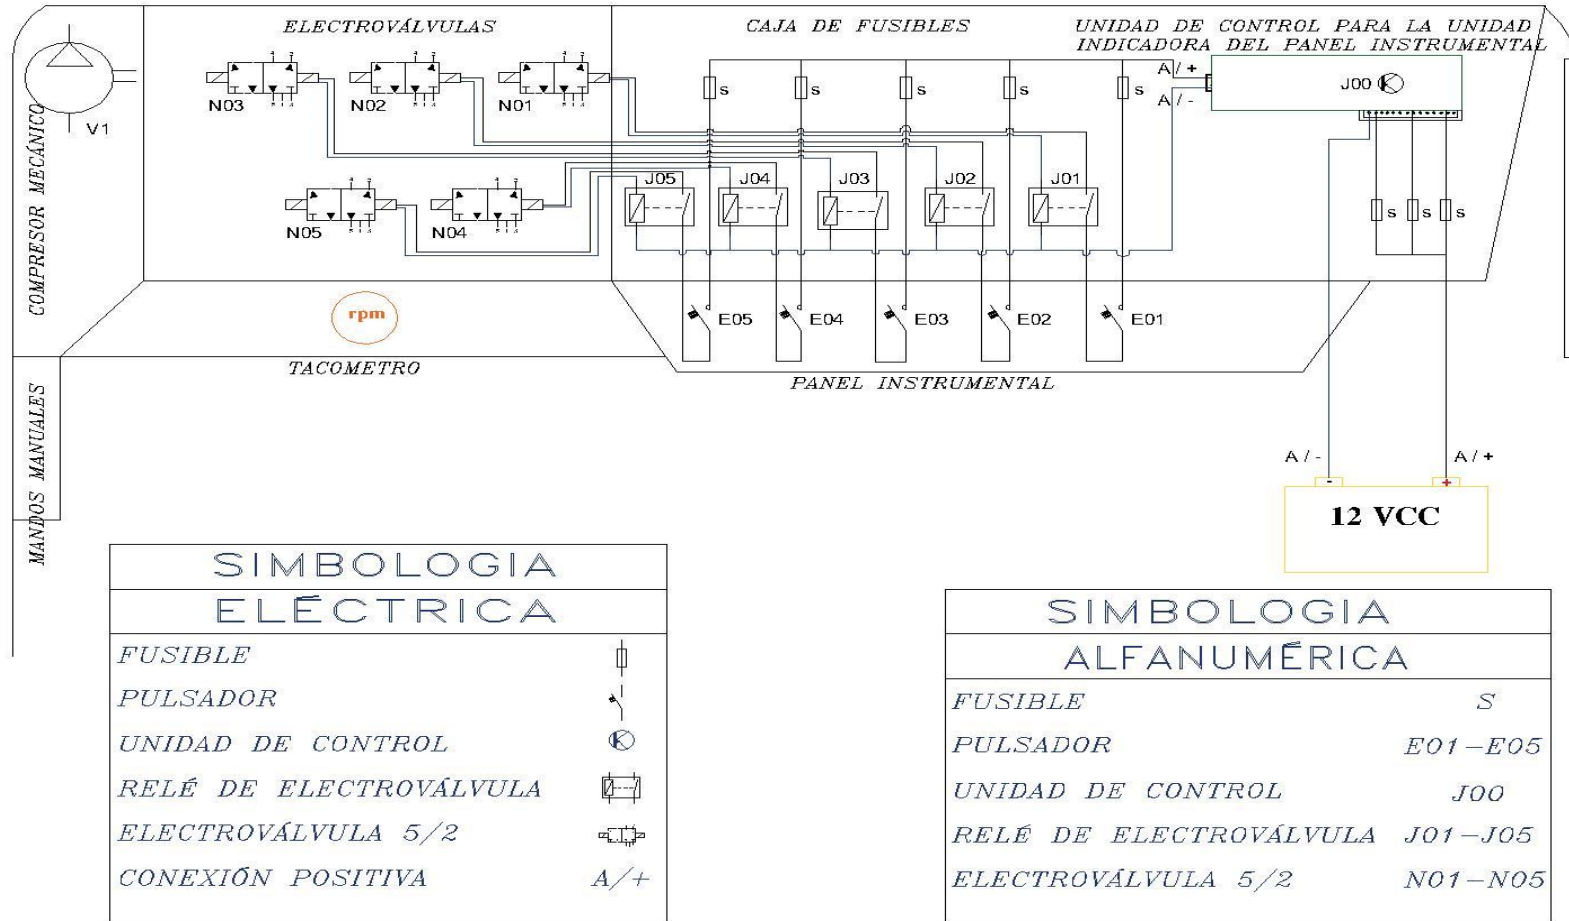 ELECTROVÁLVULAS
CAJA DE FUSIBLES
UNIDAD DE CONTROL PARA LA UNIDAD
INDICADORA DEL PANEL INSTRUMENTAL
A/+
A/-
J00
N03
N02
N01
V1
COMPRESOR MECÁNICO
s
s
s
s
s
J05
J04
J03
J02
J01
N05
N04
s
s
s
rpm
TACOMETRO
E05
E04
E03
E02
E01
PANEL INSTRUMENTAL
MANDOS MANUALES
A/-
A/+
-
+
12 VCC
SIMBOLOGIA
ELÉCTRICA
FUSIBLE
PULSADOR
UNIDAD DE CONTROL
RELÉ DE ELECTROVÁLVULA
ELECTROVÁLVULA 5/2
CONEXIÓN POSITIVA A/+
SIMBOLOGIA
ALFANUMÉRICA
FUSIBLE S
PULSADOR E01-E05
UNIDAD DE CONTROL J00
RELÉ DE ELECTROVÁLVULA J01-J05
ELECTROVÁLVULA 5/2 N01-N05